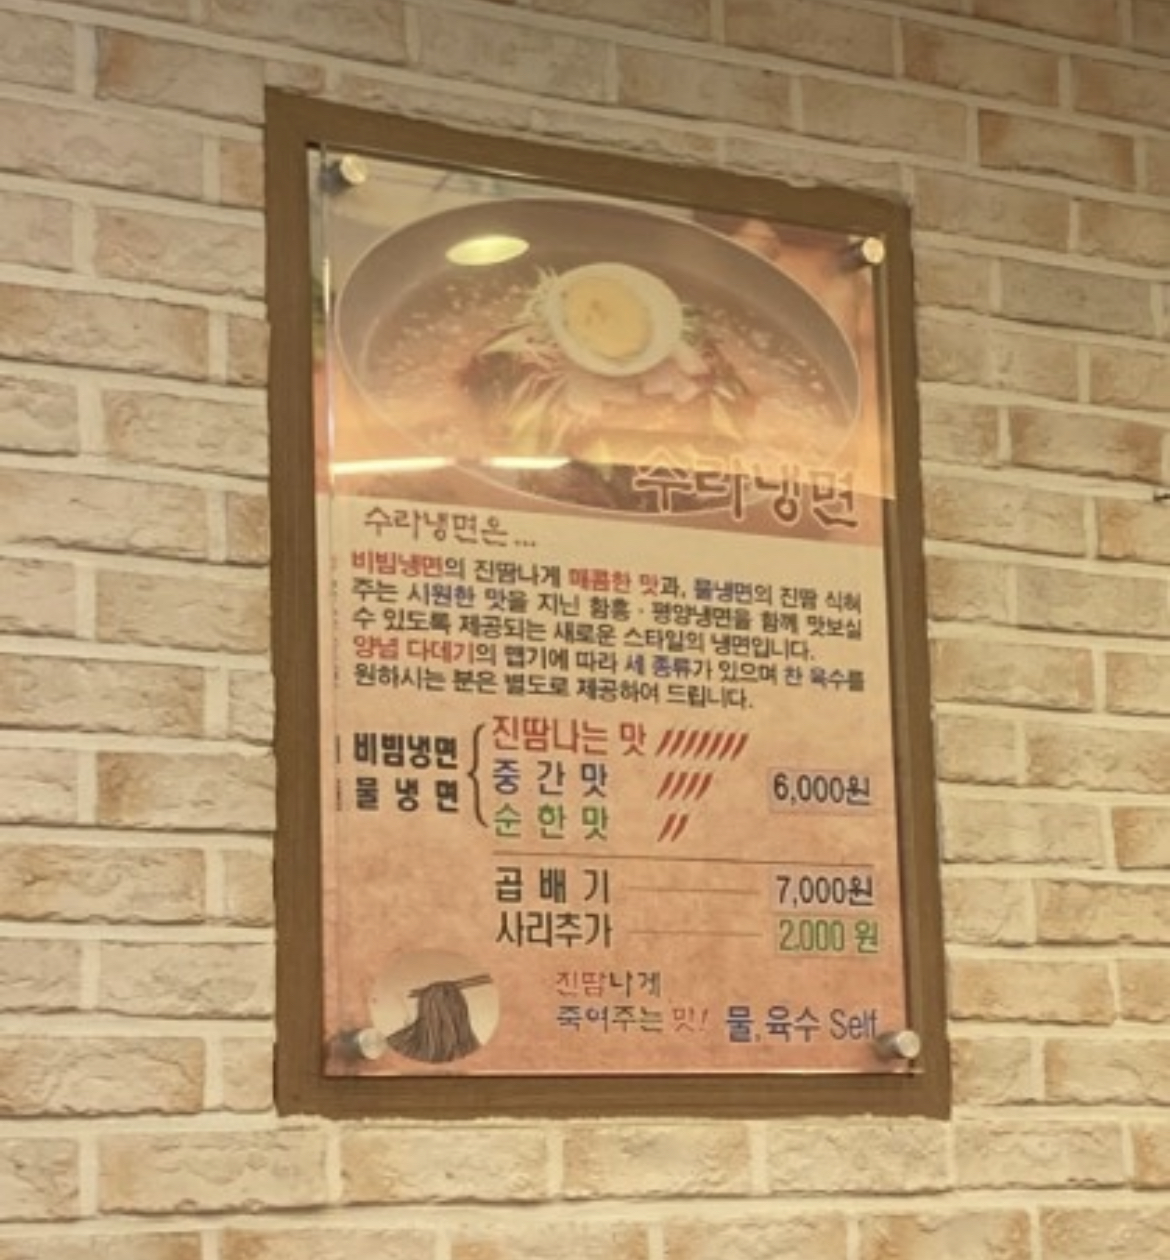 수라냉면
수라냉면은...
비빔냉면의 진땀나게 매콤한 맛과, 물냉면의 진땀 식혀
주는 시원한 맛을 지닌 함흥·평양냉면을 함께 맛보실
수 있도록 제공되는 새로운 스타일의 냉면입니다.
양념 다데기의 맵기에 따라 세 종류가 있으며 찬 육수를
원하시는 분은 별도로 제공하여 드립니다.
비빔냉면
물냉면
진땀나는 맛
중간맛
순한맛
6,000원
곱배기 7,000원
사리추가 2.000 원
진땀나게
죽여주는 맛!
물, 육수 Self